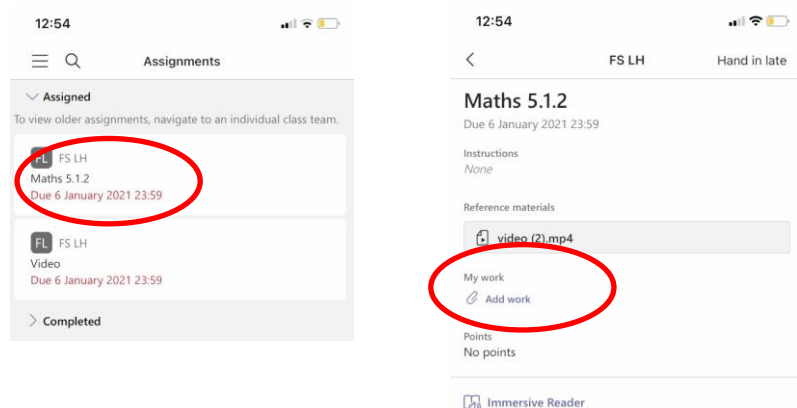 12:54
Assignments
Assigned
To view older assignments, navigate to an individual class team.
FL FS LH
Maths 5.1.2
Due 6 January 2021 23:59
FL FS LH
Video
Due 6 January 2021 23:59
Completed
12:54
FS LH Hand in late
Maths 5.1.2
Due 6 January 2021 23:59
Instructions
None
Reference materials
video (2).mp4
My work
Add work
Points
No points
Immersive Reader